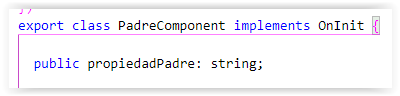 })
export class PadreComponent implements OnInit {
public propiedadPadre: string;